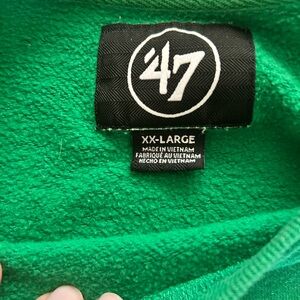 '47
XX-LARGE
MADE IN VIETNAM
FABRIQUÉ AU VIETNAM
HECHO EN VIETNAM